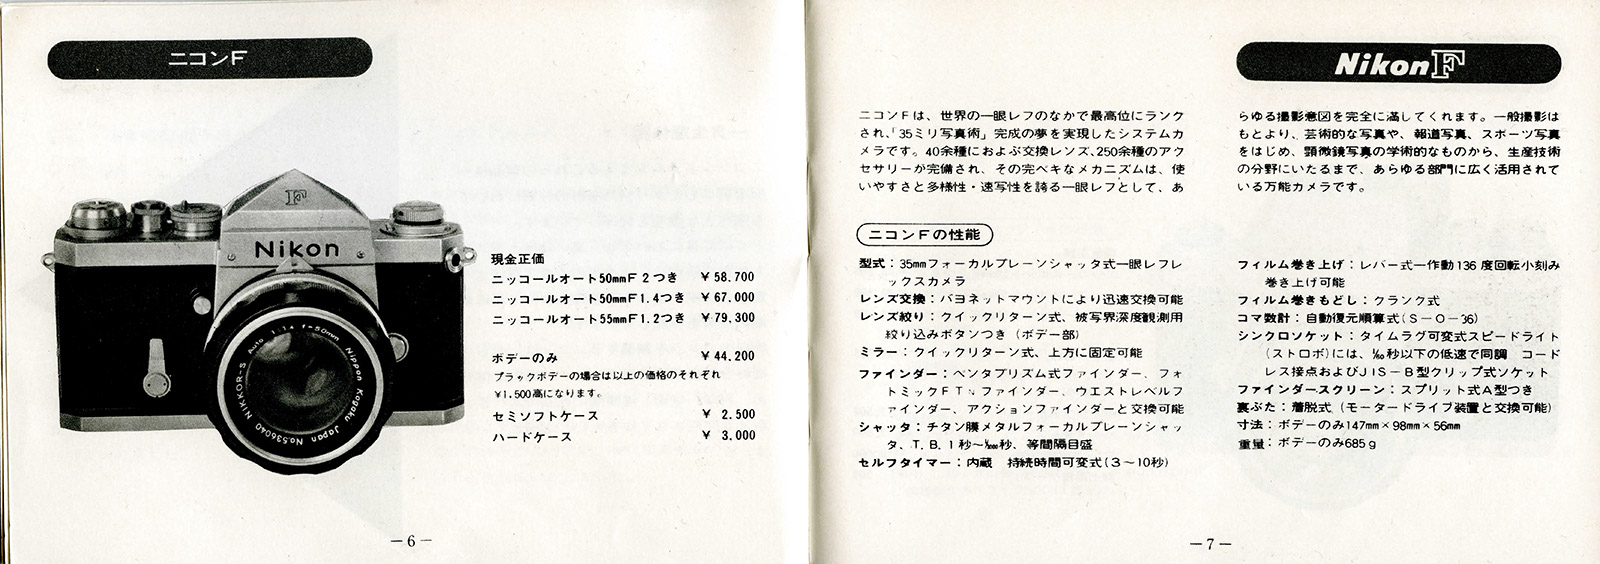 ニコンF
F
Nikon
NIKKOR-S Auto 1:1.4 f=50mm Nippon Kogaku Japan No.536040
現金正価
ニッコールオート50mmF 2つき ¥ 58.700
ニッコールオート50mmF1.4つき ¥ 67.000
ニッコールオート55mmF1.2つき ¥ 79,300
ボデーのみ ¥ 44.200
ブラックボデーの場合は以上の価格のそれぞれ
¥1.500高になります。
セミソフトケース ¥ 2.500
ハードケース ¥ 3,000
－6－
Nikon F
ニコンFは、世界の一眼レフのなかで最高位にランク
され、「35ミリ写真術」完成の夢を実現したシステムカ
メラです。40余種におよぶ交換レンズ、250余種のアク
セサリーが完備され、その完ペキなメカニズムは、使
いやすさと多様性・速写性を誇る一眼レフとして、あ
らゆる撮影意図を完全に満してくれます。一般撮影は
もとより、芸術的な写真や、報道写真、スポーツ写真
をはじめ、顕微鏡写真の学術的なものから、生産技術
の分野にいたるまで、あらゆる部門に広く活用されて
いる万能カメラです。
ニコンFの性能
型式：35mmフォーカルプレーンシャッタ式一眼レフレ
ックスカメラ
レンズ交換：バヨネットマウントにより迅速交換可能
レンズ絞り：クイックリターン式、被写界深度観測用
絞り込みボタンつき（ボデー部）
ミラー：クイックリターン式、上方に固定可能
ファインダー：ペンタプリズム式ファインダー、フォ
トミックFTNファインダー、ウエストレベルフ
ァインダー、アクションファインダーと交換可能
シャッタ：チタン膜メタルフォーカルプレーンシャッ
タ、T.B.1秒〜1/1000秒、等間隔目盛
セルフタイマー：内蔵　持続時間可変式(3〜10秒)
フィルム巻き上げ：レバー式一作動136度回転小刻み
巻き上げ可能
フィルム巻きもどし：クランク式
コマ数計：自動復元順算式(S－O－36)
シンクロソケット：タイムラグ可変式スピードライト
(ストロボ)には、1/60秒以下の低速で同調　コード
レス接点およびJIS－B型クリップ式ソケット
ファインダースクリーン：スプリット式A型つき
裏ぶた：着脱式（モータードライブ装置と交換可能)
寸法：ボデーのみ147mm×98mm×56mm
重量：ボデーのみ685g
－7－